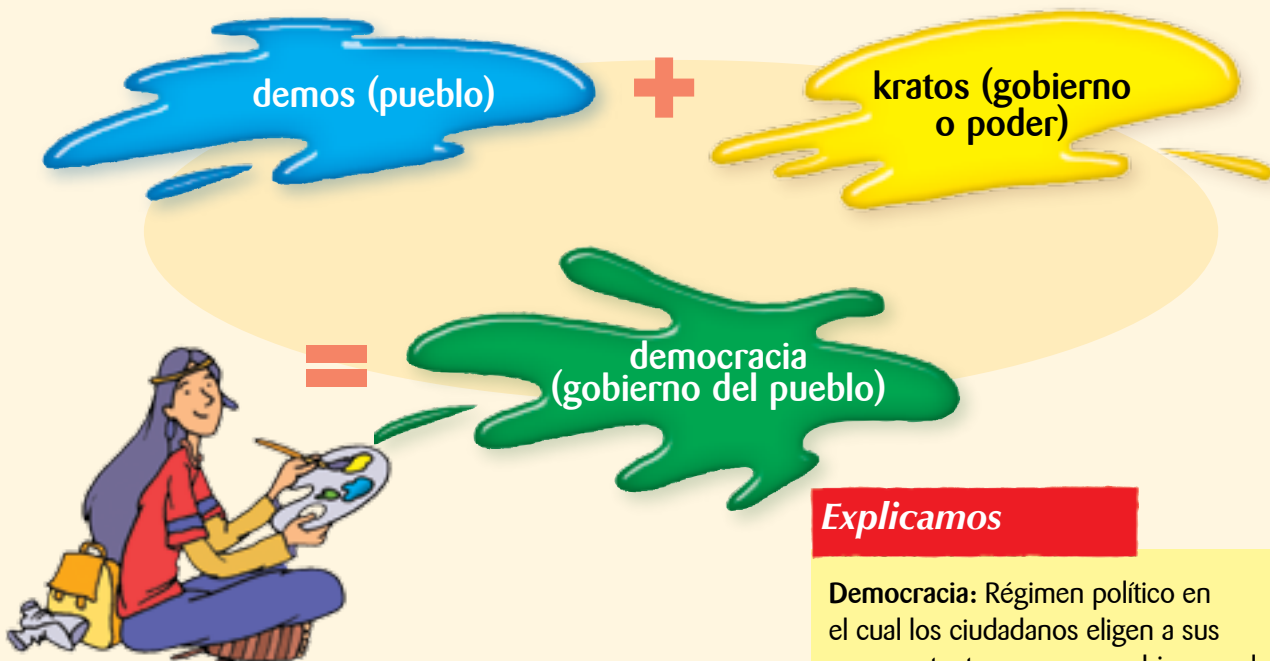 demos (pueblo)
+
kratos (gobierno
o poder)
=
democracia
(gobierno del pueblo)
Explicamos
Democracia: Régimen político en
el cual los ciudadanos eligen a sus